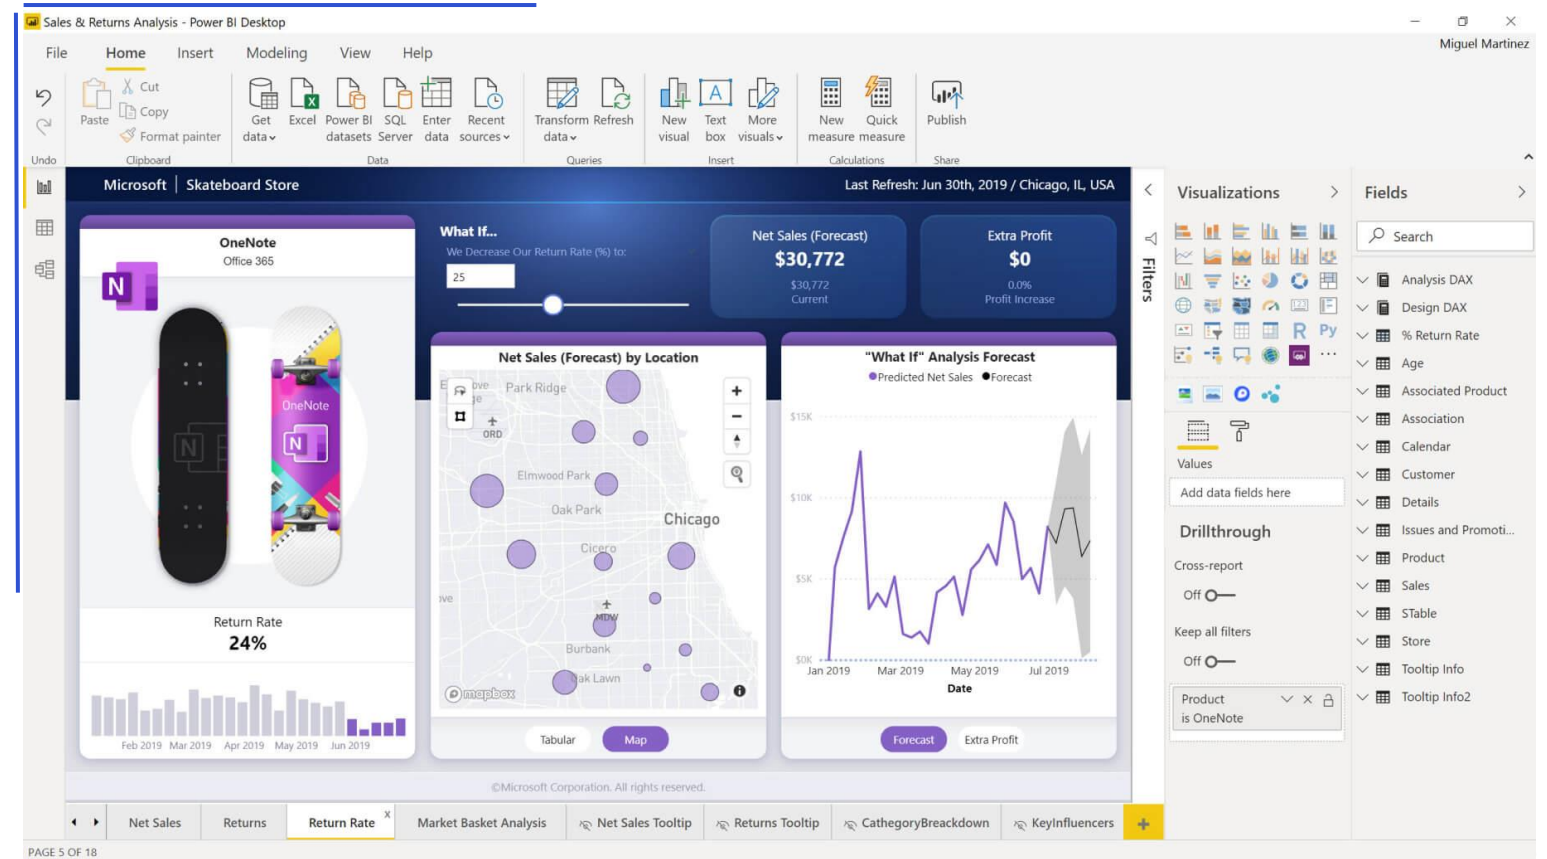 Sales & Returns Analysis - Power BI Desktop
Miguel Martinez
File Home Insert Modeling View Help
Paste
Cut
Copy
Format painter
Get data
Excel
Power BI datasets
SQL Server
Enter data
Recent sources
Transform data
Refresh
New visual
Text box
More visuals
New measure
Quick measure
Publish
Undo Clipboard Data Queries Insert Calculations Share
Microsoft | Skateboard Store
Last Refresh: Jun 30th, 2019 / Chicago, IL, USA
OneNote
Office 365
N
OneNote
N
N
Return Rate
24%
Feb 2019 Mar 2019 Apr 2019 May 2019 Jun 2019
What If...
We Decrease Our Return Rate (%) to:
25
Net Sales (Forecast)
$30,772
$30,772
Current
Extra Profit
$0
0.0%
Profit Increase
Net Sales (Forecast) by Location
Park Ridge
ORD
Elmwood Park
Oak Park
Chicago
Cicero
MDW
Burbank
Oak Lawn
mapbox
Tabular Map
"What If" Analysis Forecast
Predicted Net Sales Forecast
$15K
$10K
$5K
$0K
Jan 2019 Mar 2019 May 2019 Jul 2019
Date
Forecast Extra Profit
©Microsoft Corporation. All rights reserved.
Filters
Visualizations
R Py
Values
Add data fields here
Drillthrough
Cross-report
Off
Keep all filters
Off
Product
is OneNote
Fields
Search
Analysis DAX
Design DAX
% Return Rate
Age
Associated Product
Association
Calendar
Customer
Details
Issues and Promoti...
Product
Sales
STable
Store
Tooltip Info
Tooltip Info2
Net Sales Returns Return Rate X Market Basket Analysis Net Sales Tooltip Returns Tooltip CathegoryBreackdown KeyInfluencers +
PAGE 5 OF 18